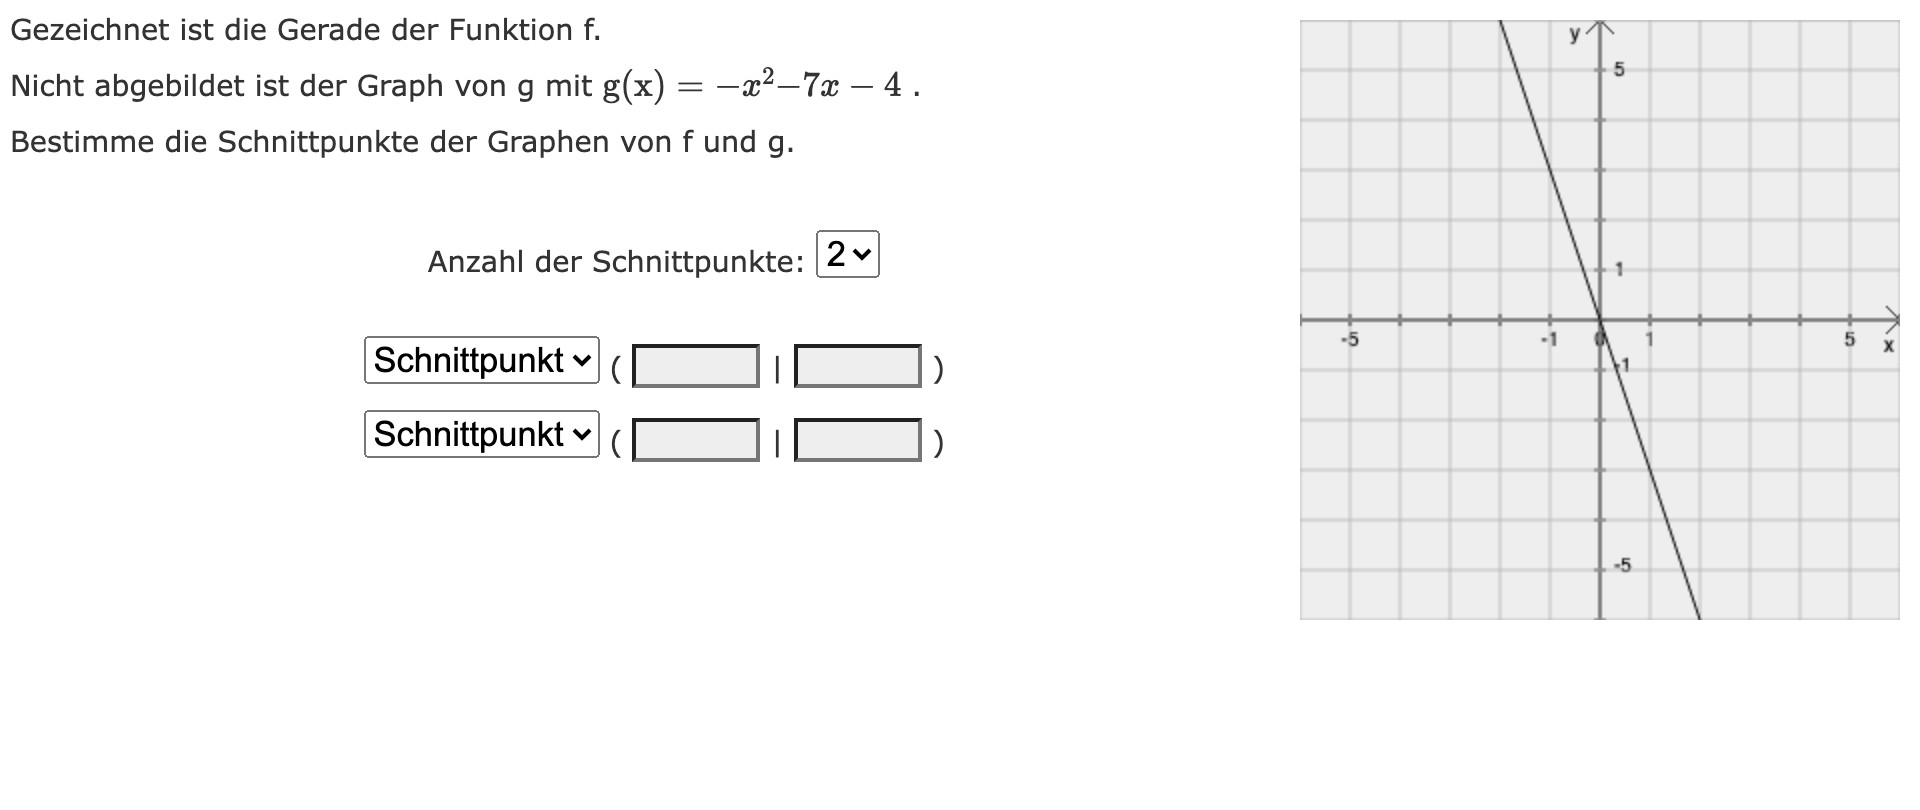 Gezeichnet ist die Gerade der Funktion f.
Nicht abgebildet ist der Graph von g mit g(x) = −x²−7x − 4 .
Bestimme die Schnittpunkte der Graphen von f und g.
Anzahl der Schnittpunkte: 2
Schnittpunkt ( | )
Schnittpunkt ( | )
y
5
1
-5 -1 0 1 5 x
-1
-5